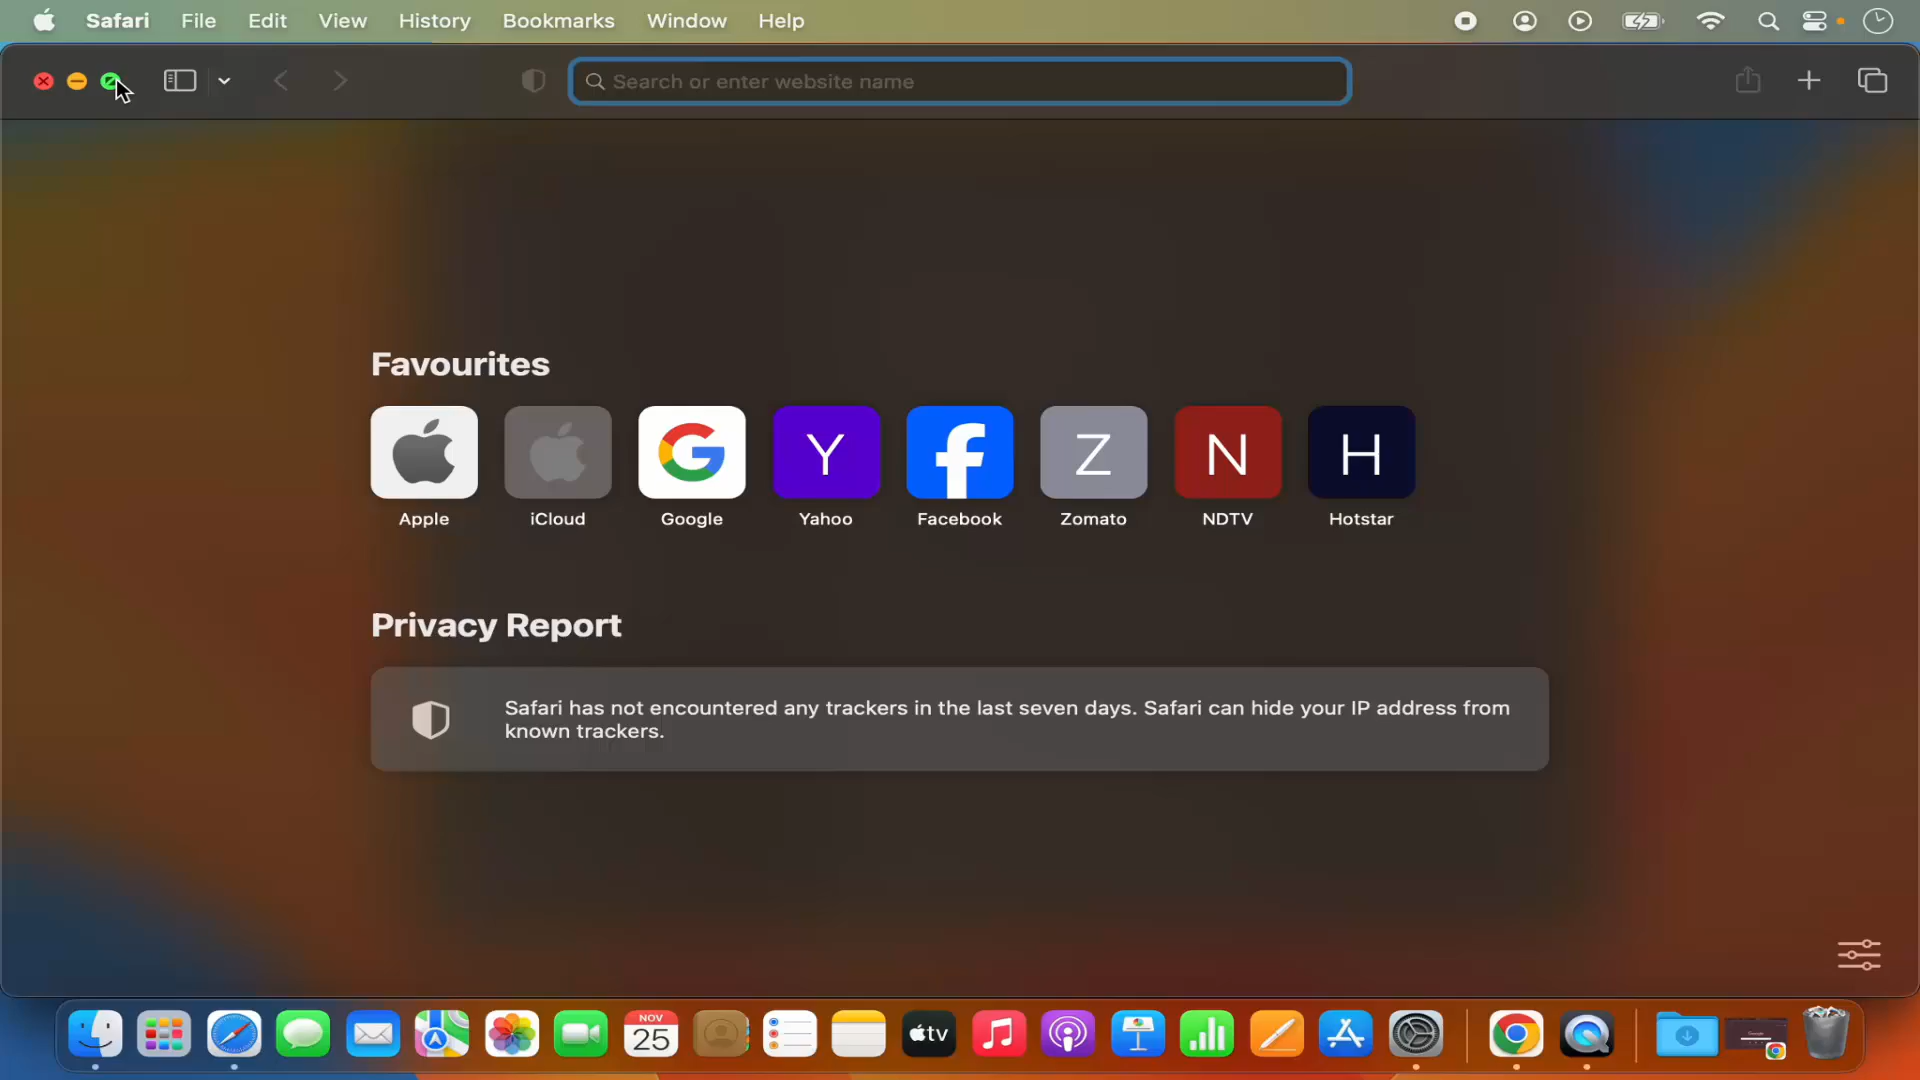 Safari File Edit View History Bookmarks Window Help
Search or enter website name
Favourites
Y Z N H
Apple iCloud Google Yahoo Facebook Zomato NDTV Hotstar
Privacy Report
Safari has not encountered any trackers in the last seven days. Safari can hide your IP address from
known trackers.
NOV
25
tv